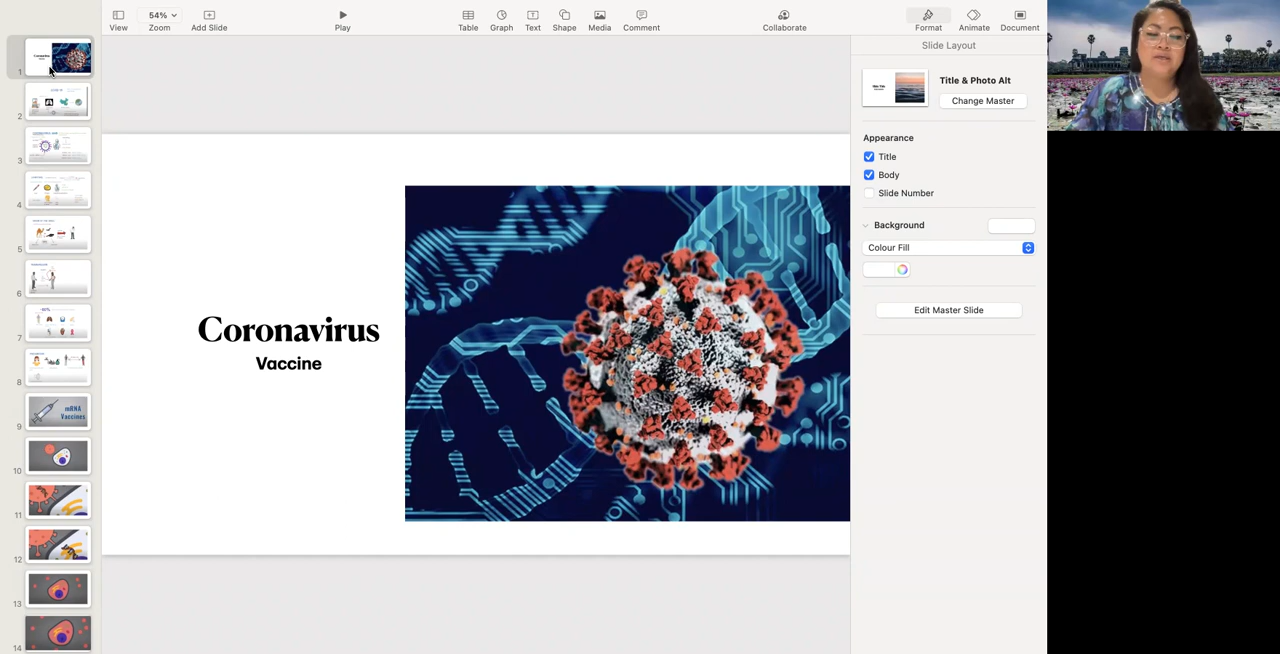 View
54%
Zoom
Add Slide
Play
Table
Graph
Text
Shape
Media
Comment
Collaborate
Format
Animate
Document
1
2
3
4
5
6
7
8
9
10
11
12
13
14
mRNA
Vaccines
Coronavirus
Vaccine
Slide Layout
Title & Photo Alt
Change Master
Appearance
Title
Body
Slide Number
Background
Colour Fill
Edit Master Slide